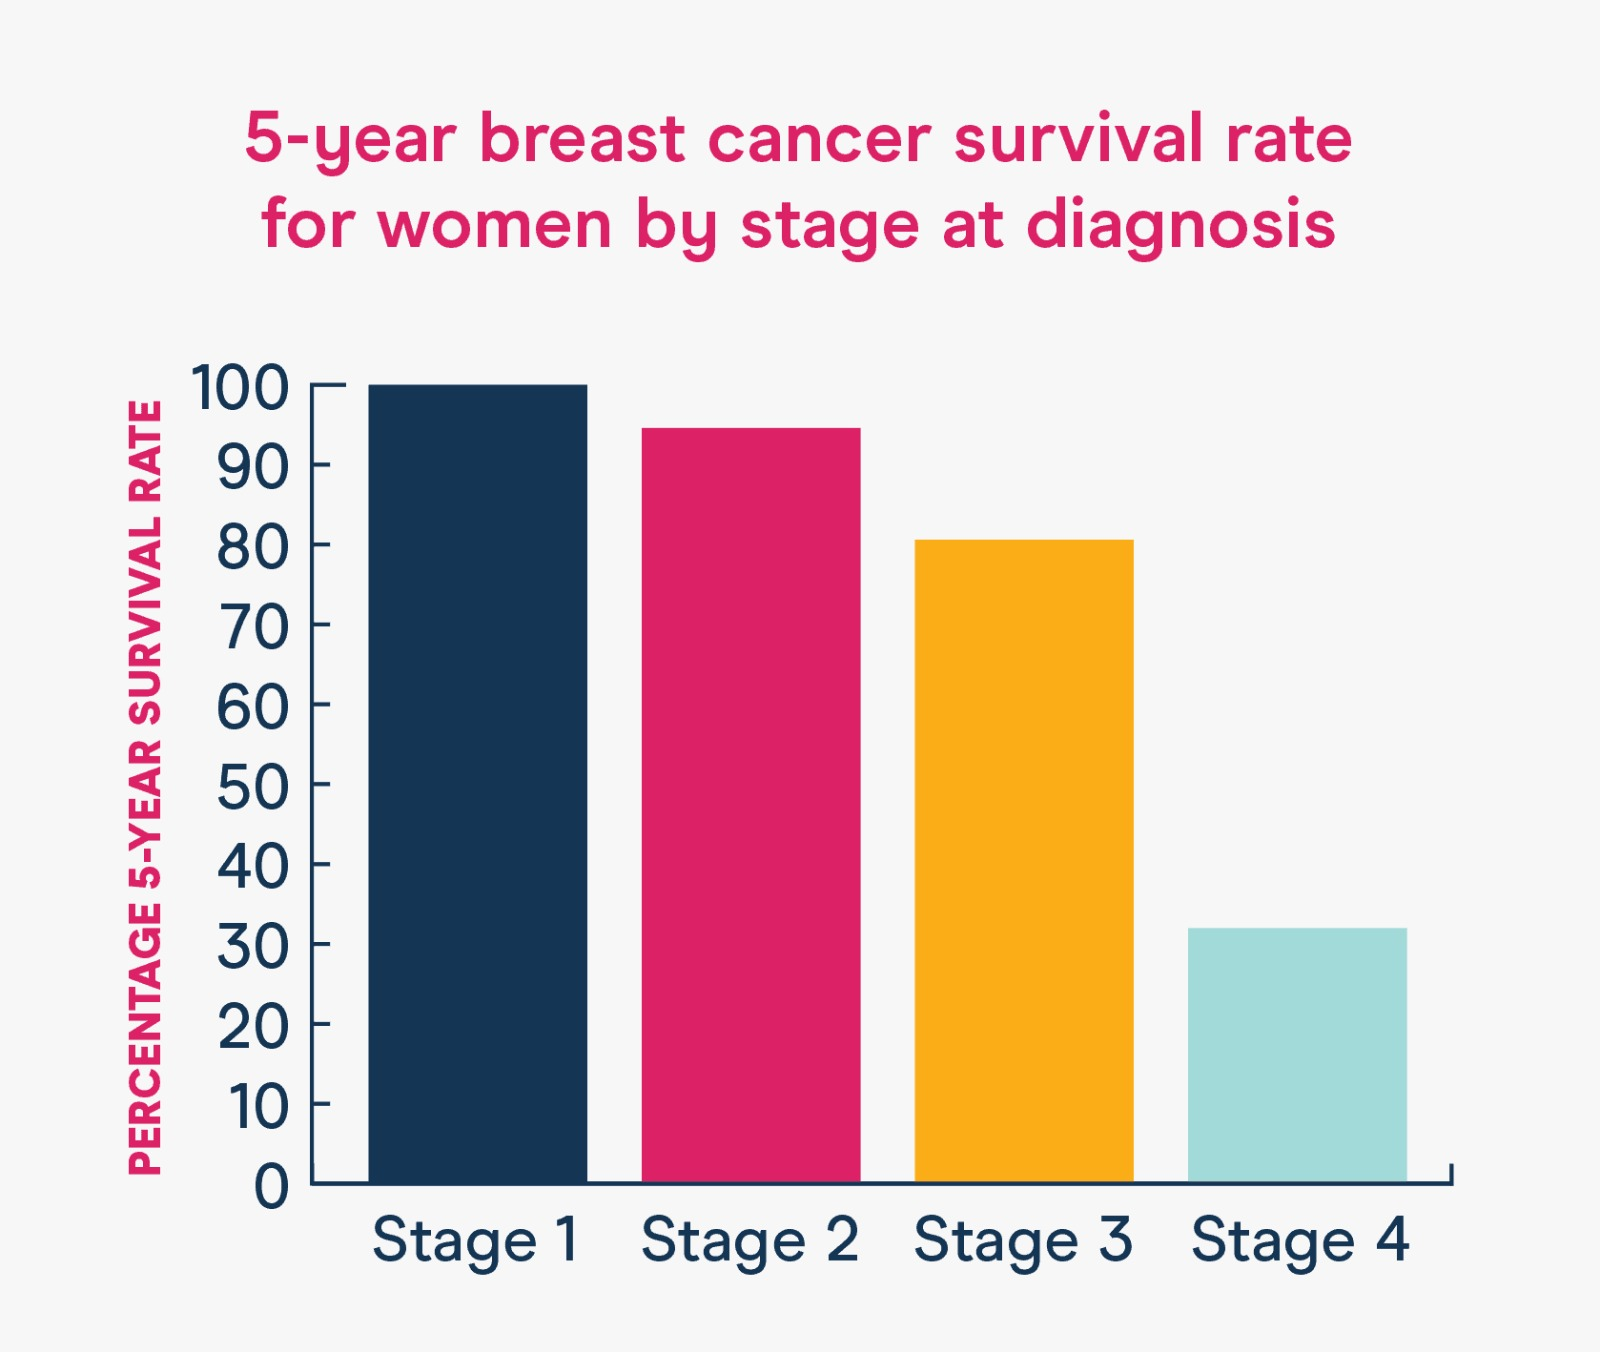 5-year breast cancer survival rate
for women by stage at diagnosis
PERCENTAGE 5-YEAR SURVIVAL RATE
100
90
80
70
60
50
40
30
20
10
0
Stage 1 Stage 2 Stage 3 Stage 4